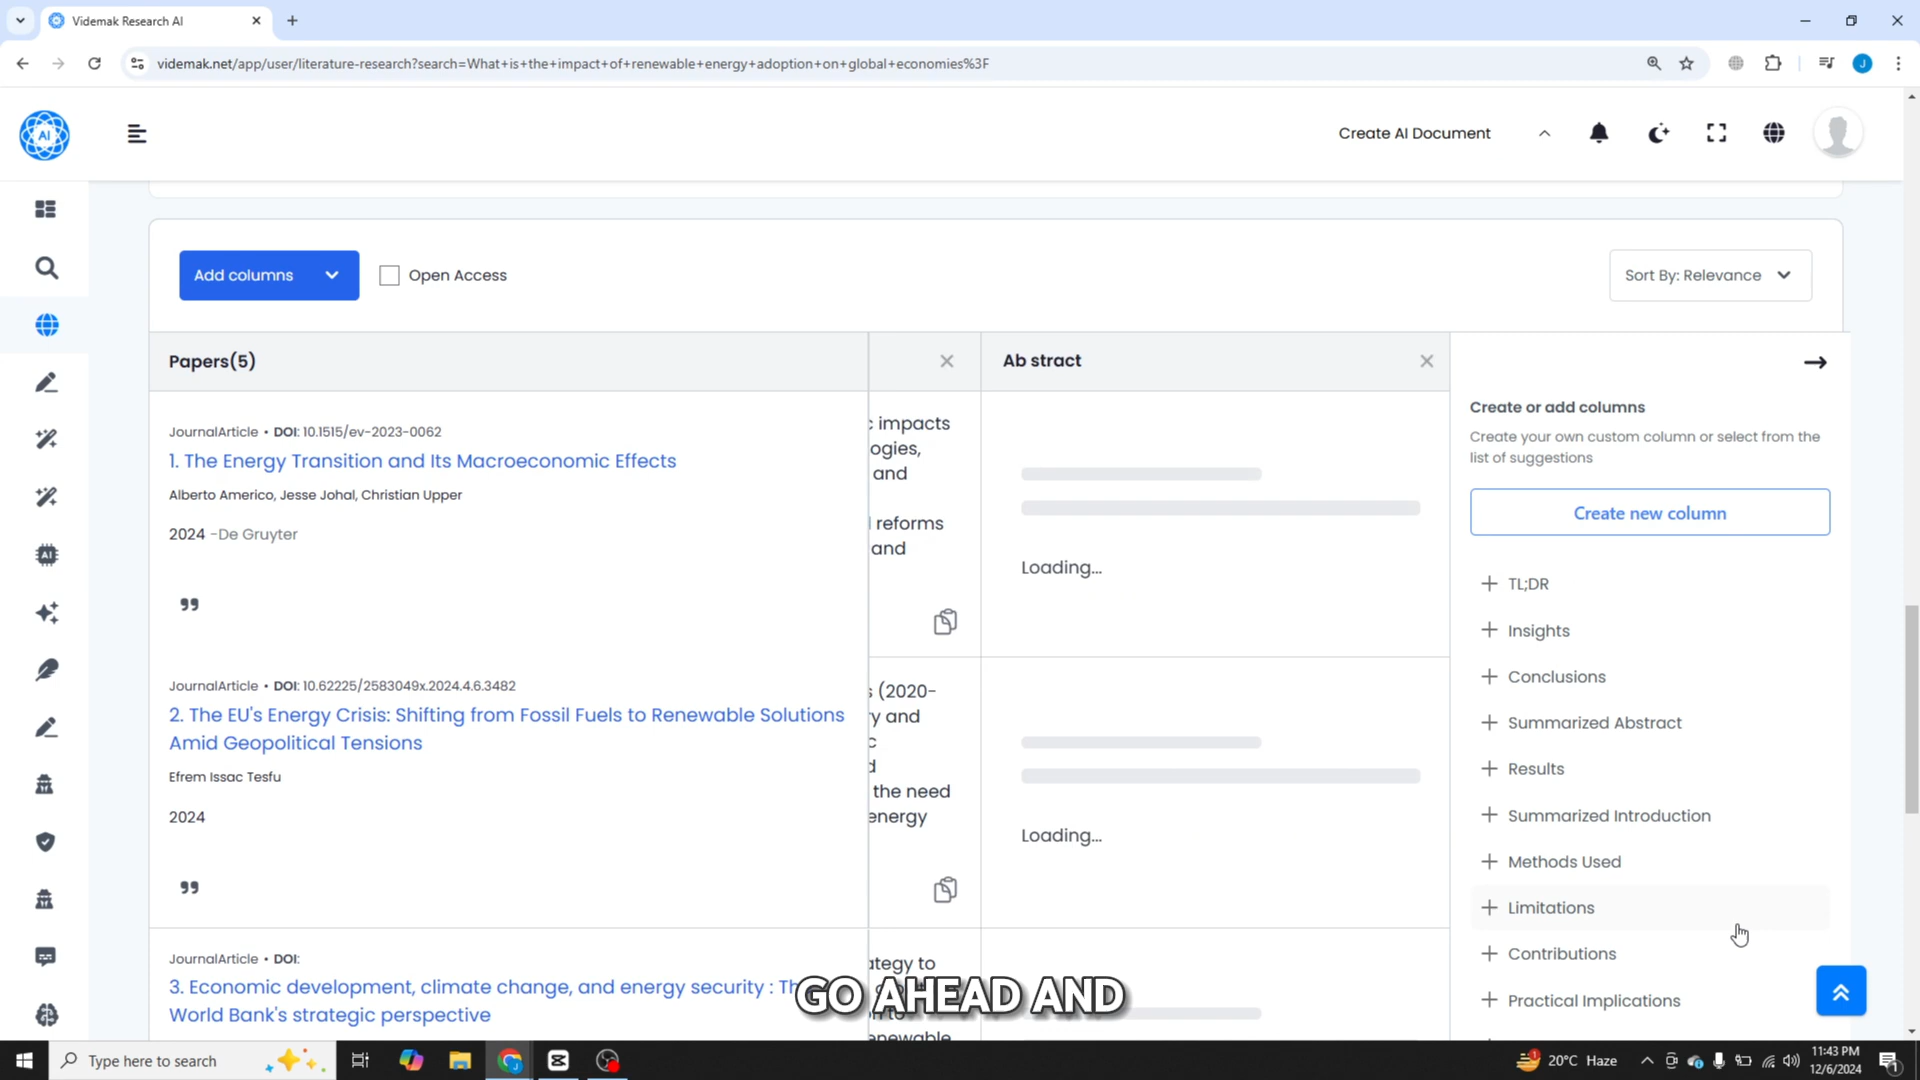 Videmak Research AI
videmak.net/app/user/literature-research?search=What+is+the+impact+of+renewable+energy+adoption+on+global+economies%3F
J
AI
Create AI Document
Add columns
Open Access
Sort By: Relevance
Papers(5)
Ab stract
JournalArticle • DOI: 10.1515/ev-2023-0062
1. The Energy Transition and Its Macroeconomic Effects
Alberto Americo, Jesse Johal, Christian Upper
2024 -De Gruyter
c impacts
ogies,
and
reforms
and
Loading...
JournalArticle • DOI: 10.62225/2583049x.2024.4.6.3482
2. The EU's Energy Crisis: Shifting from Fossil Fuels to Renewable Solutions
Amid Geopolitical Tensions
Efrem Issac Tesfu
2024
s (2020-
y and
c
d
the need
energy
Loading...
JournalArticle • DOI:
3. Economic development, climate change, and energy security : Th
World Bank's strategic perspective
ategy to
to
enewable
Create or add columns
Create your own custom column or select from the
list of suggestions
Create new column
TL;DR
Insights
Conclusions
Summarized Abstract
Results
Summarized Introduction
Methods Used
Limitations
Contributions
Practical Implications
AI
GO AHEAD AND
Type here to search
1
20°C Haze
11:43 PM
12/6/2024
1